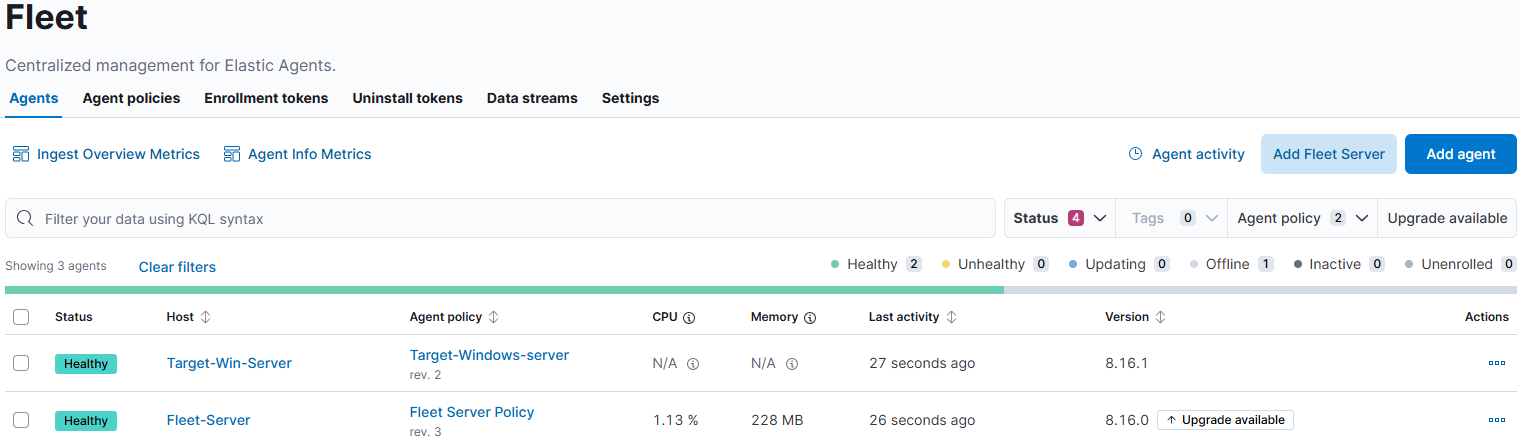 Fleet
Centralized management for Elastic Agents.
Agents Agent policies Enrollment tokens Uninstall tokens Data streams Settings
Ingest Overview Metrics Agent Info Metrics Agent activity Add Fleet Server Add agent
Filter your data using KQL syntax Status 4 Tags 0 Agent policy 2 Upgrade available
Showing 3 agents Clear filters Healthy 2 Unhealthy 0 Updating 0 Offline 1 Inactive 0 Unenrolled 0
Status Host Agent policy CPU Memory Last activity Version Actions
Healthy Target-Win-Server Target-Windows-server N/A N/A 27 seconds ago 8.16.1
rev. 2
Healthy Fleet-Server Fleet Server Policy 1.13 % 228 MB 26 seconds ago 8.16.0 Upgrade available
rev. 3